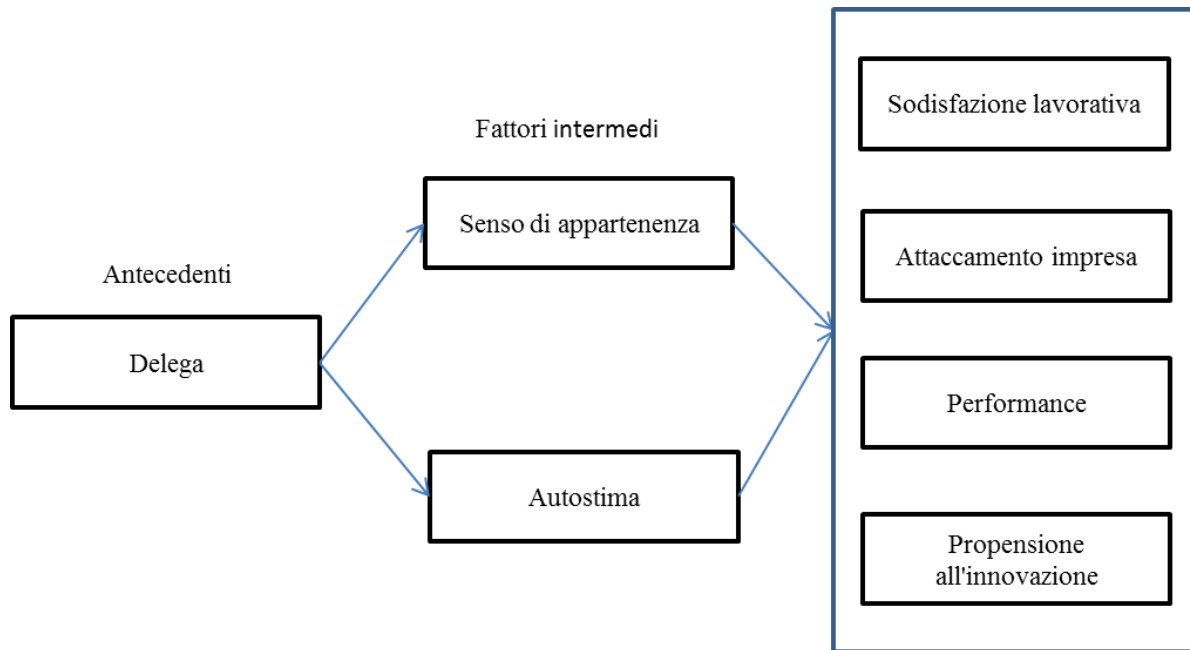 Antecedenti
Delega
Fattori intermedi
Senso di appartenenza
Autostima
Sodisfazione lavorativa
Attaccamento impresa
Performance
Propensione
all'innovazione